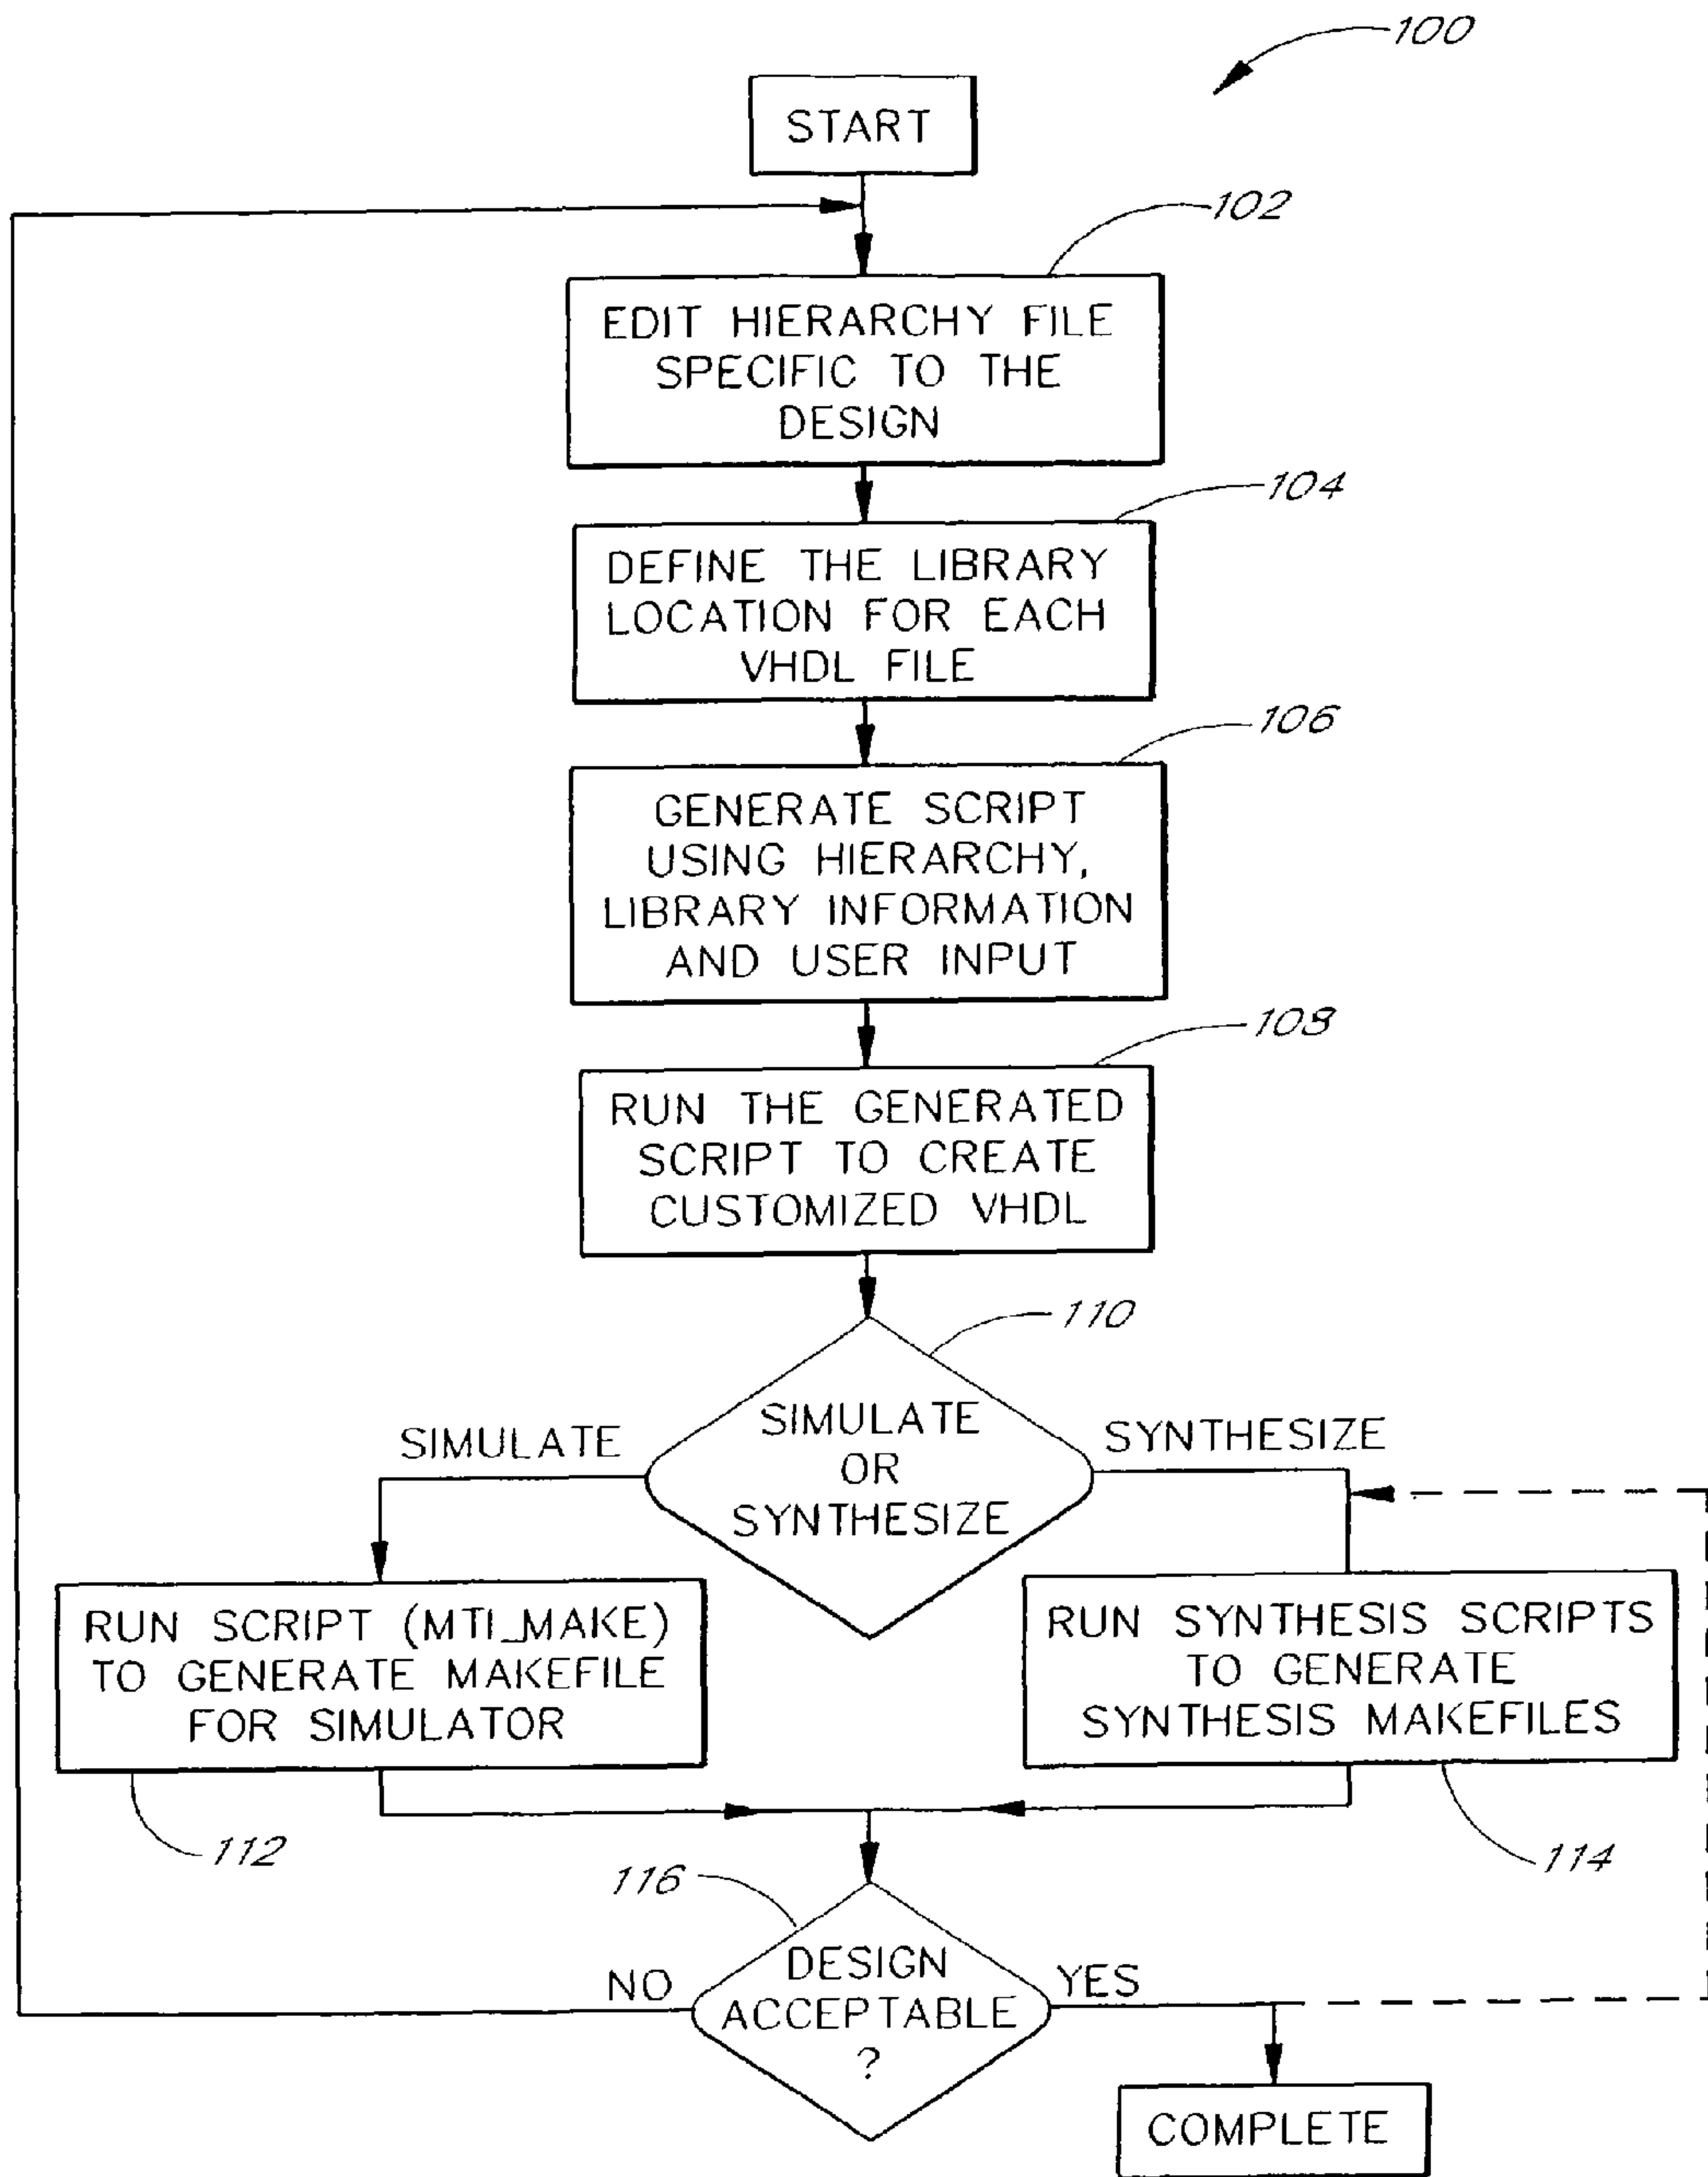 100
START
102
EDIT HIERARCHY FILE
SPECIFIC TO THE
DESIGN
104
DEFINE THE LIBRARY
LOCATION FOR EACH
VHDL FILE
106
GENERATE SCRIPT
USING HIERARCHY,
LIBRARY INFORMATION
AND USER INPUT
108
RUN THE GENERATED
SCRIPT TO CREATE
CUSTOMIZED VHDL
110
SIMULATE
OR
SYNTHESIZE
SIMULATE
SYNTHESIZE
RUN SCRIPT (MTI_MAKE)
TO GENERATE MAKEFILE
FOR SIMULATOR
112
RUN SYNTHESIS SCRIPTS
TO GENERATE
SYNTHESIS MAKEFILES
114
116
DESIGN
ACCEPTABLE
?
NO
YES
COMPLETE